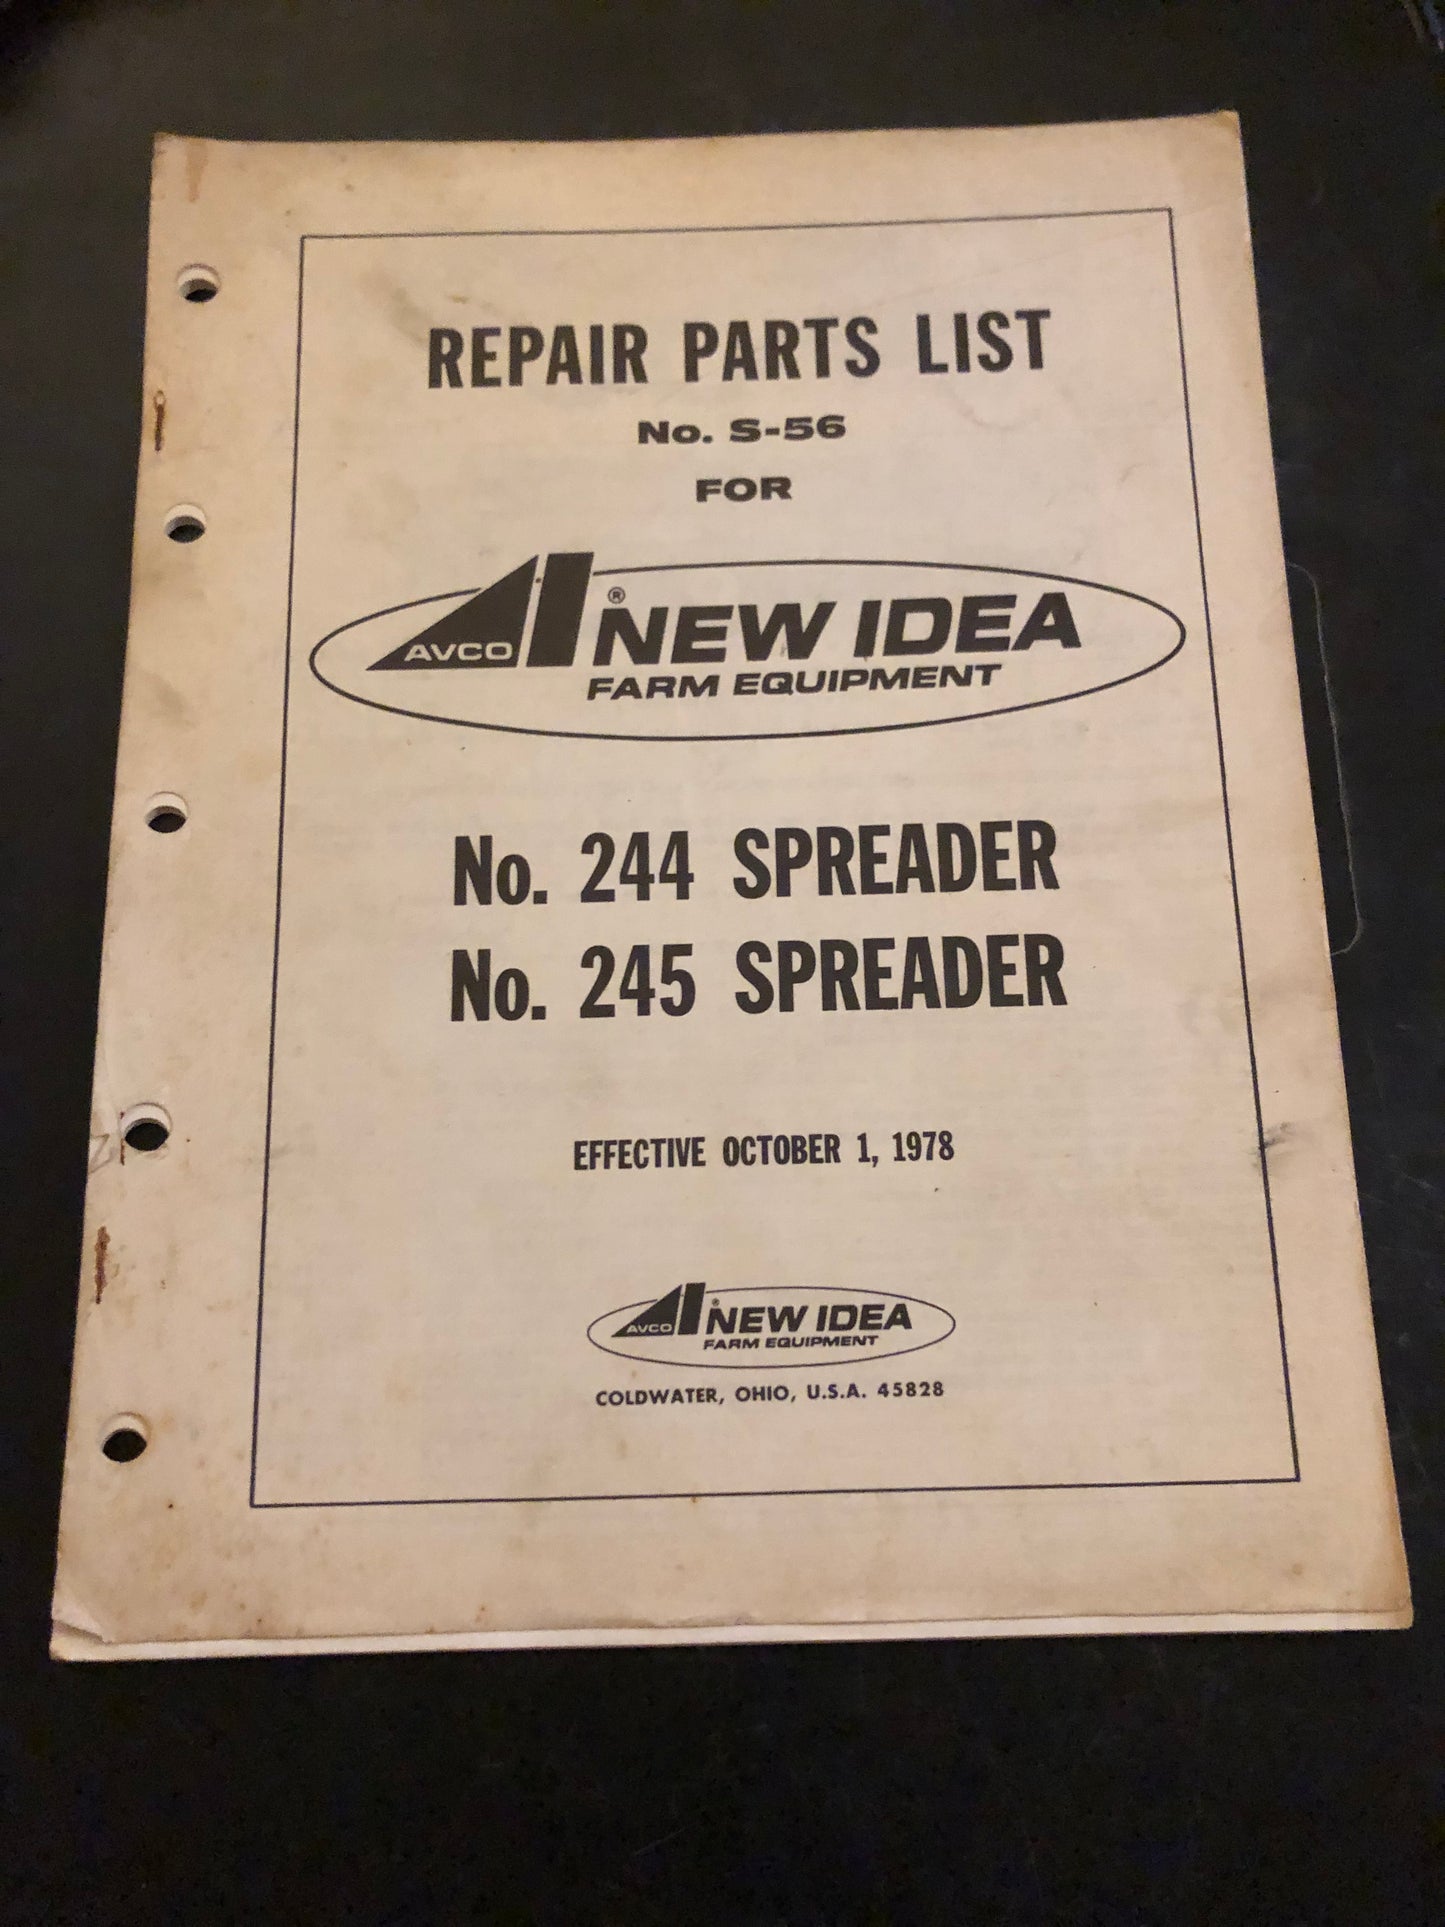 REPAIR PARTS LIST
No. S-56
FOR
AVCO ® NEW IDEA
FARM EQUIPMENT
No. 244 SPREADER
No. 245 SPREADER
EFFECTIVE OCTOBER 1, 1978
AVCO ® NEW IDEA
FARM EQUIPMENT
COLDWATER, OHIO, U.S.A. 45828